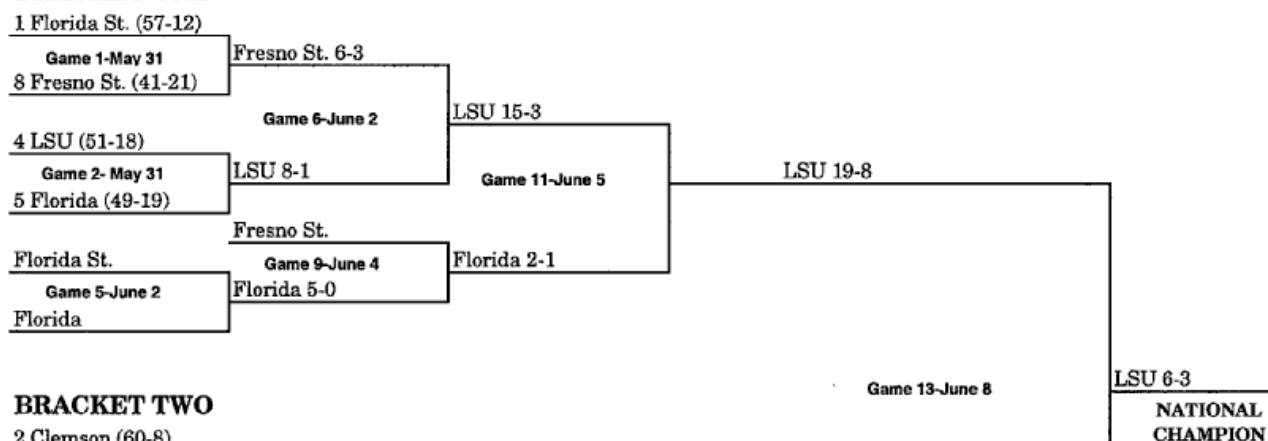 1 Florida St. (57-12)
Game 1-May 31
8 Fresno St. (41-21)
Fresno St. 6-3
Game 6-June 2
4 LSU (51-18)
Game 2- May 31
5 Florida (49-19)
LSU 8-1
LSU 15-3
Game 11-June 5
Fresno St.
Game 9-June 4
Florida St.
Game 5-June 2
Florida
Florida 5-0
Florida 2-1
LSU 19-8
Game 13-June 8
LSU 6-3
NATIONAL
CHAMPION
BRACKET TWO
2 Clemson (60-8)